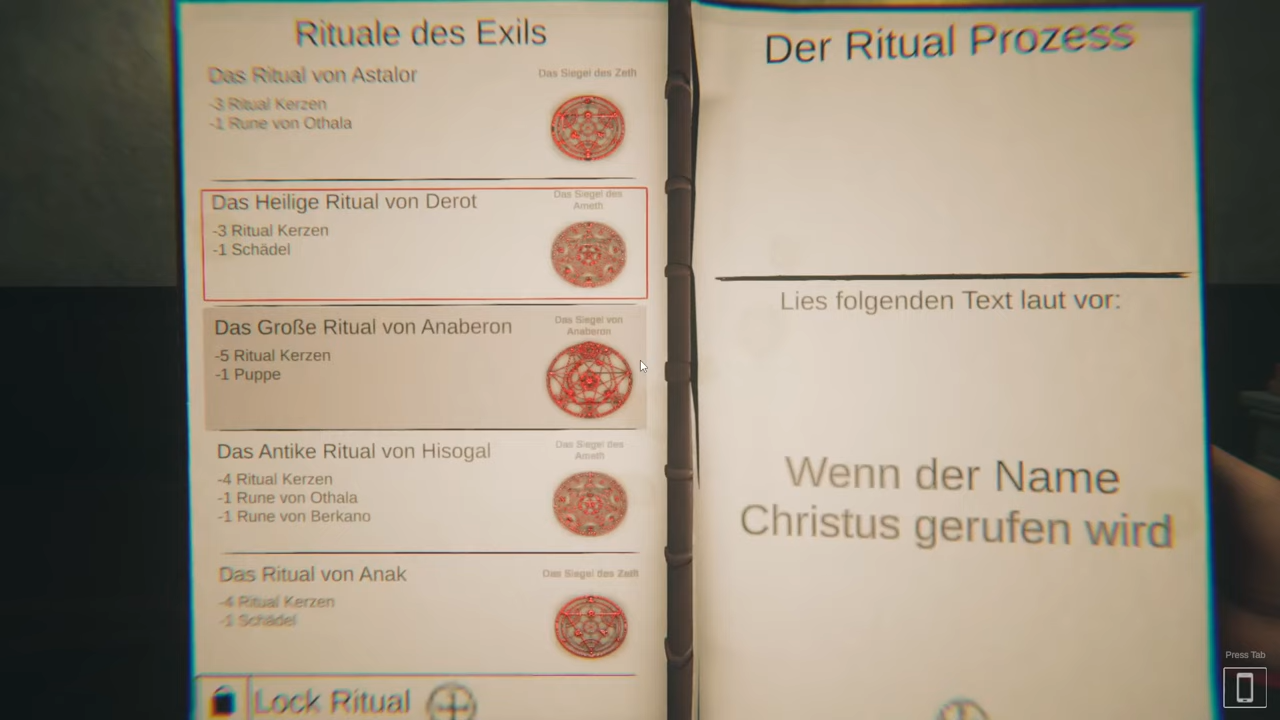 Rituale des Exils
Das Ritual von Astalor
Das Siegel des Zeth
-3 Ritual Kerzen
-1 Rune von Othala
Das Heilige Ritual von Derot
Das Siegel des
Ameth
-3 Ritual Kerzen
-1 Schädel
Das Große Ritual von Anaberon
Das Siegel von
Anaberon
-5 Ritual Kerzen
-1 Puppe
Das Antike Ritual von Hisogal
Das Siegel des
Ameth
-4 Ritual Kerzen
-1 Rune von Othala
-1 Rune von Berkano
Das Ritual von Anak
Das Siegel des Zeth
-4 Ritual Kerzen
-1 Schädel
Lock Ritual
Der Ritual Prozess
Lies folgenden Text laut vor:
Wenn der Name
Christus gerufen wird
Press Tab